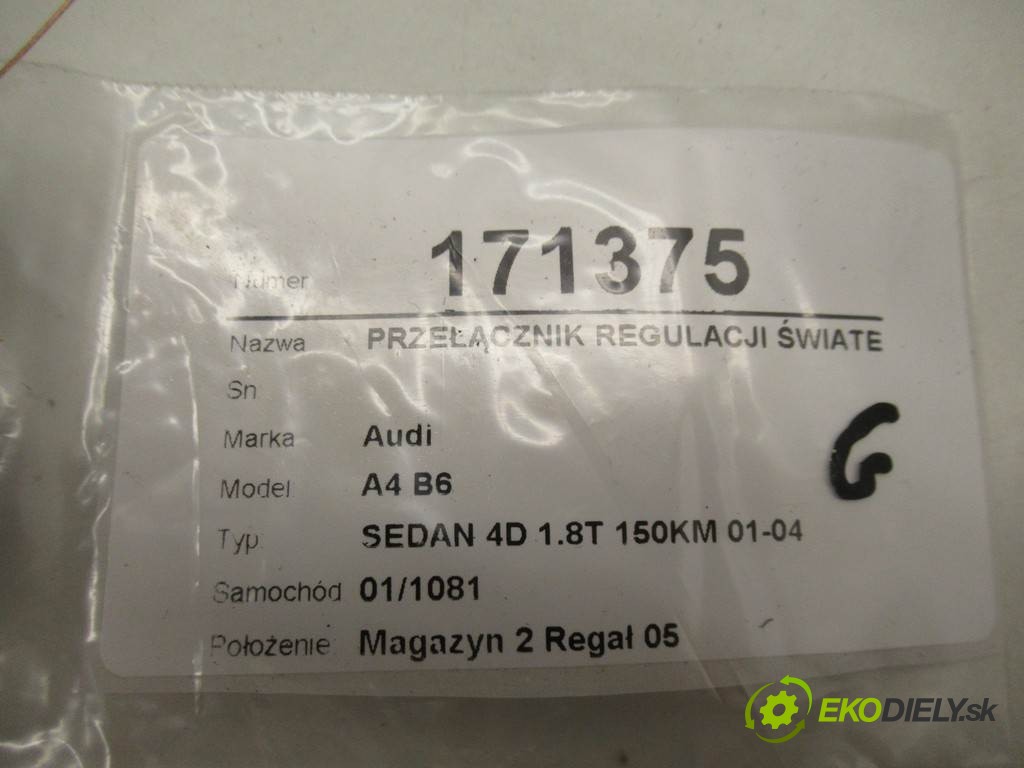 Numer 171375
Nazwa PRZEŁĄCZNIK REGULACJI ŚWIATE
Sn
Marka Audi
Model A4 B6
G
Typ SEDAN 4D 1.8T 150KM 01-04
Samochód 01/1081
Położenie Magazyn 2 Regał 05
EKODIELY.sk